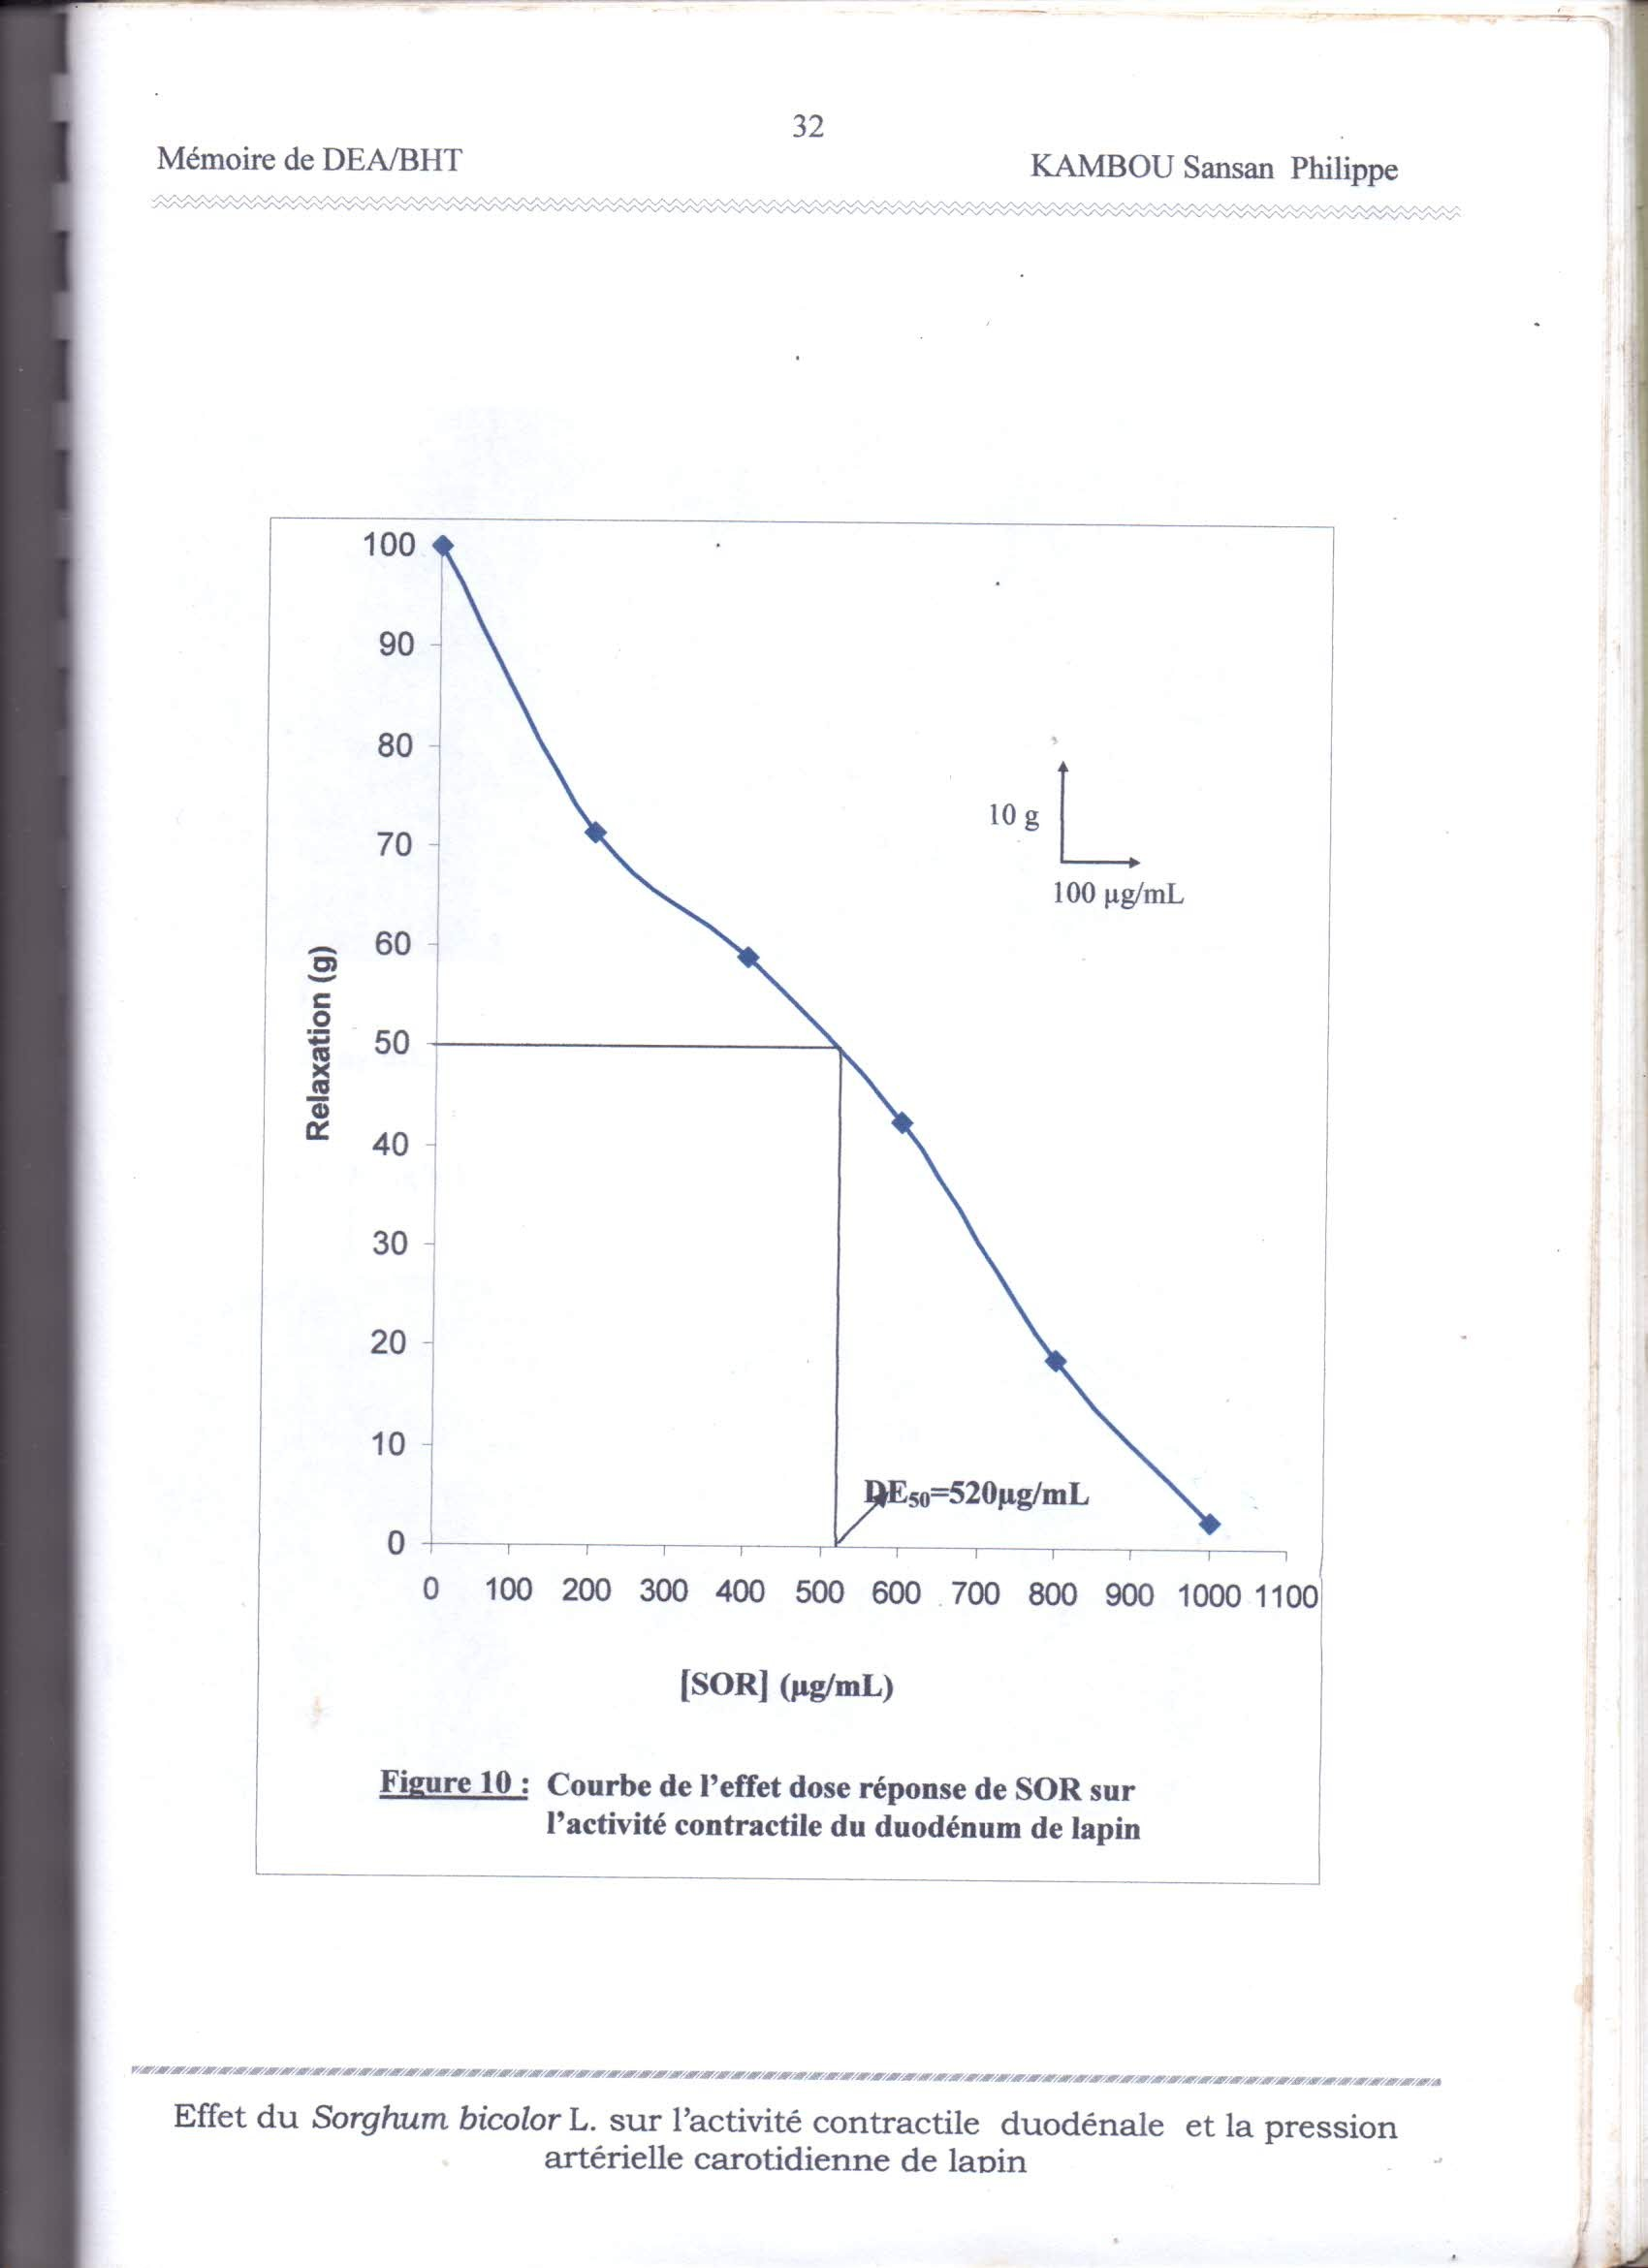 32
Mémoire de DEA/BHT
KAMBOU Sansan Philippe
100
90
80
70
60
50
40
30
20
10
0
Relaxation (g)
10 g
100 µg/mL
DE50=520µg/mL
0 100 200 300 400 500 600 700 800 900 1000 1100
[SOR] (µg/mL)
Figure 10 : Courbe de l'effet dose réponse de SOR sur
l'activité contractile du duodénum de lapin
Effet du Sorghum bicolor L. sur l'activité contractile duodénale et la pression
artérielle carotidienne de lapin